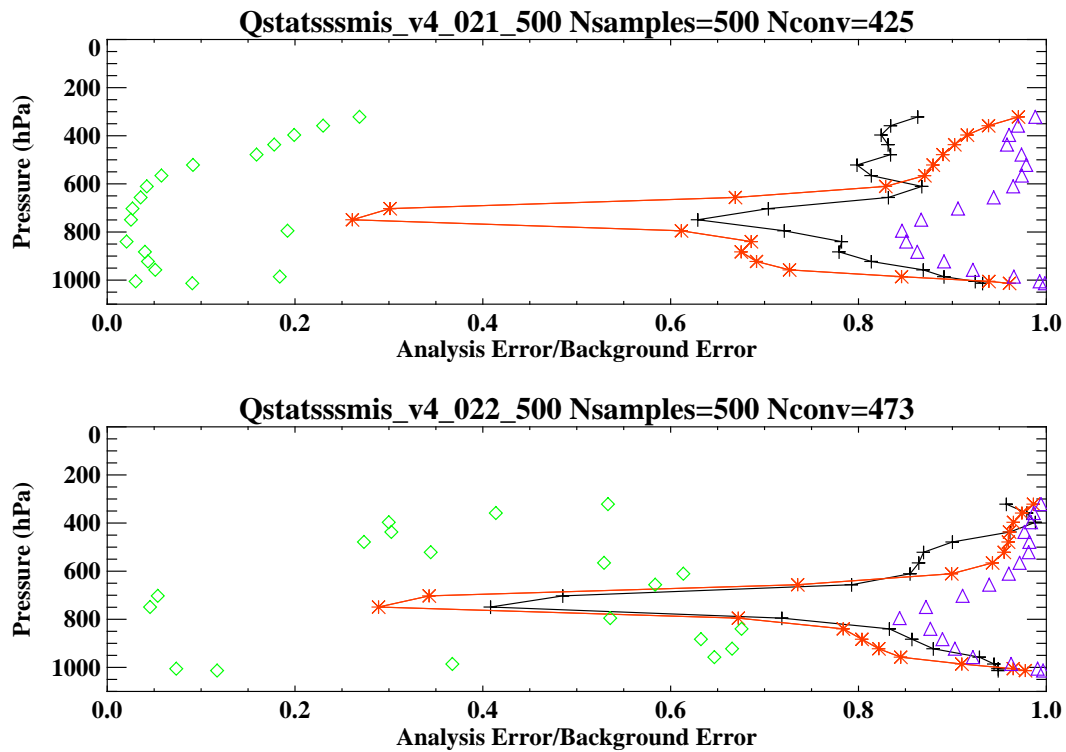 Qstatsssmis_v4_021_500 Nsamples=500 Nconv=425
0
200
400
600
800
1000
Pressure (hPa)
0.0 0.2 0.4 0.6 0.8 1.0
Analysis Error/Background Error
Qstatsssmis_v4_022_500 Nsamples=500 Nconv=473
0
200
400
600
800
1000
Pressure (hPa)
0.0 0.2 0.4 0.6 0.8 1.0
Analysis Error/Background Error